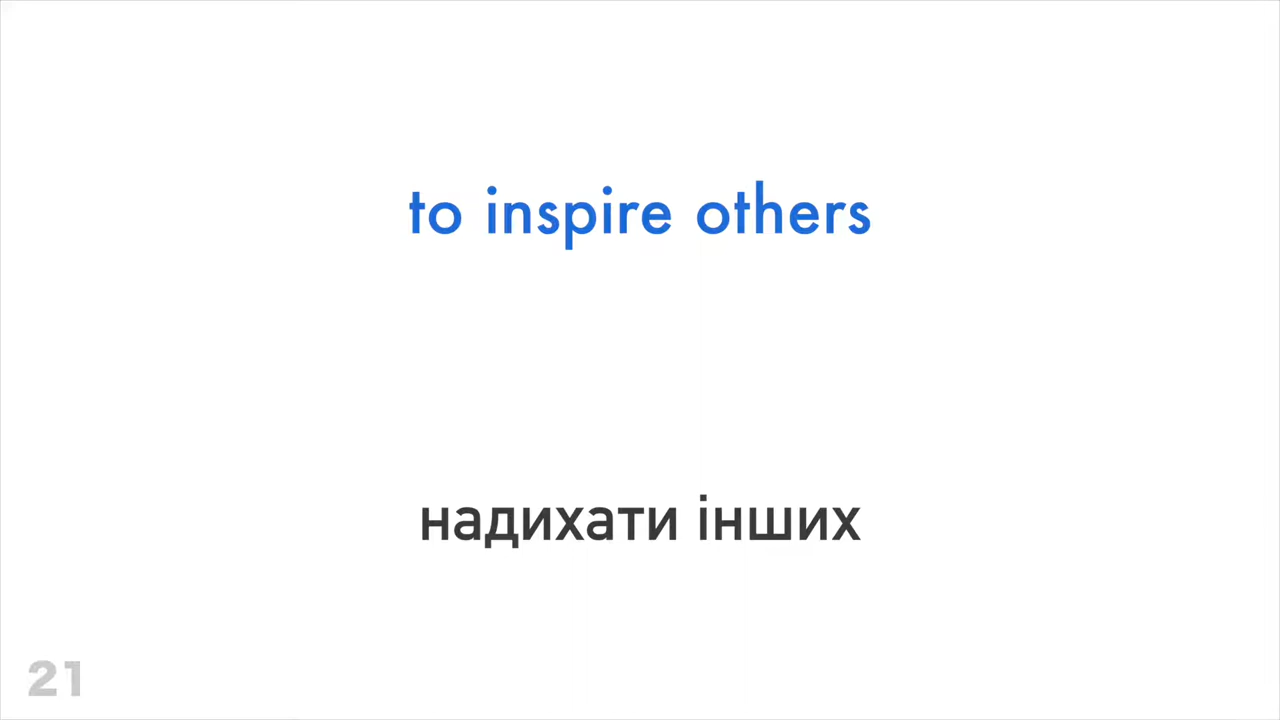 to inspire others
надихати інших
21